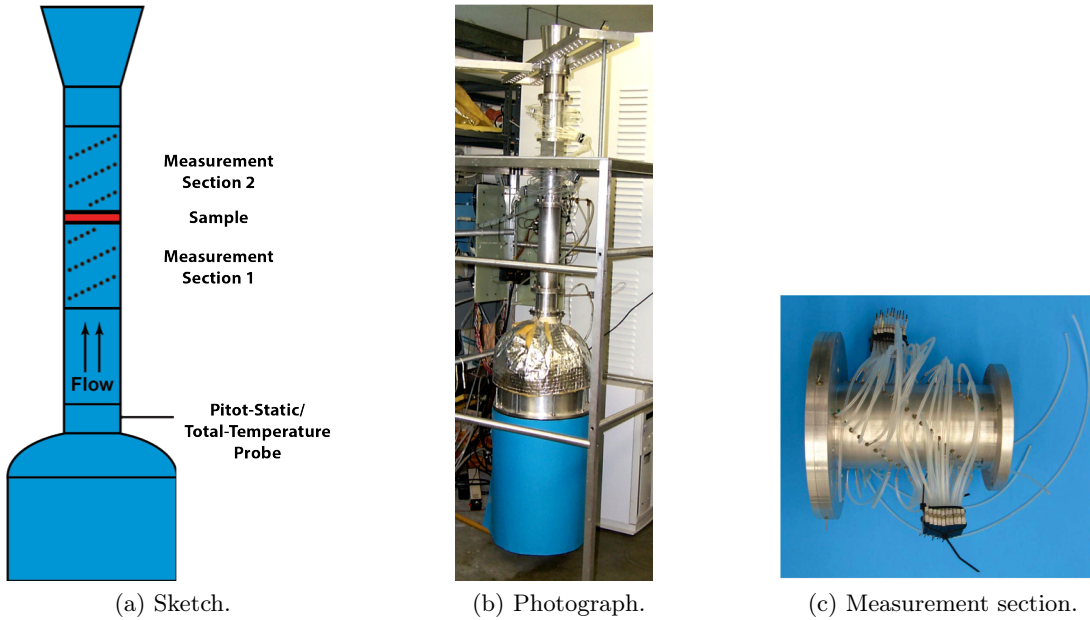 Measurement
Section 2
Sample
Measurement
Section 1
Flow
Pitot-Static/
Total-Temperature
Probe
(a) Sketch.
(b) Photograph.
(c) Measurement section.